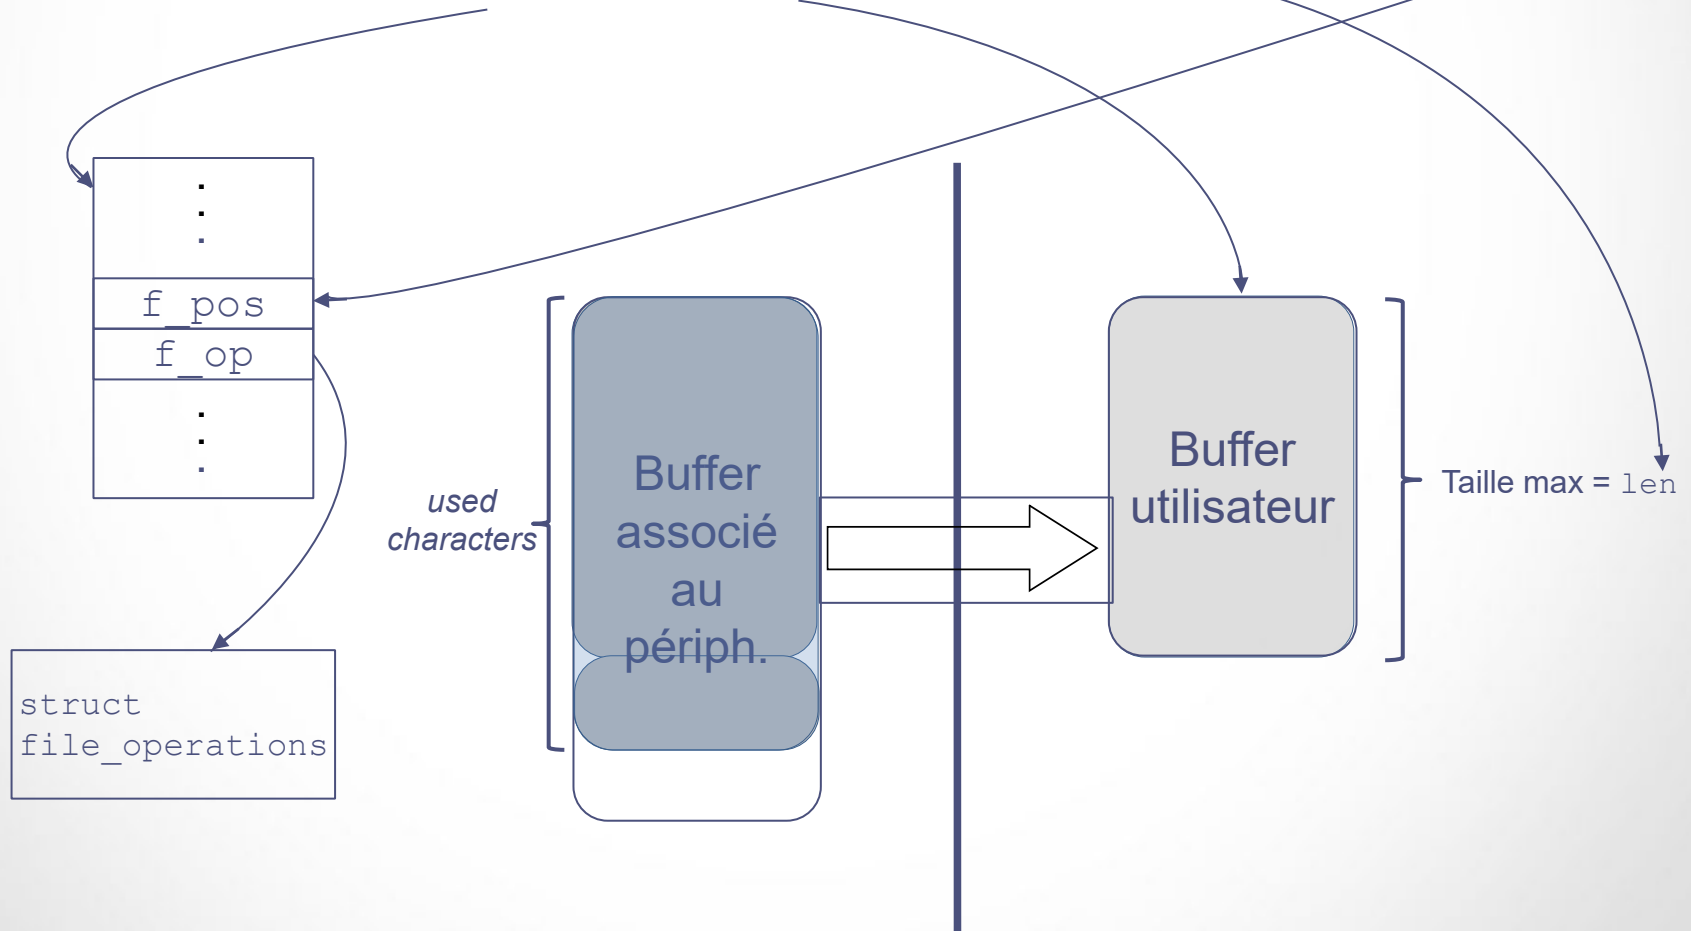 f_pos
f_op
used
characters
Buffer
associé
au
périph.
Buffer
utilisateur
Taille max = len
struct
file_operations